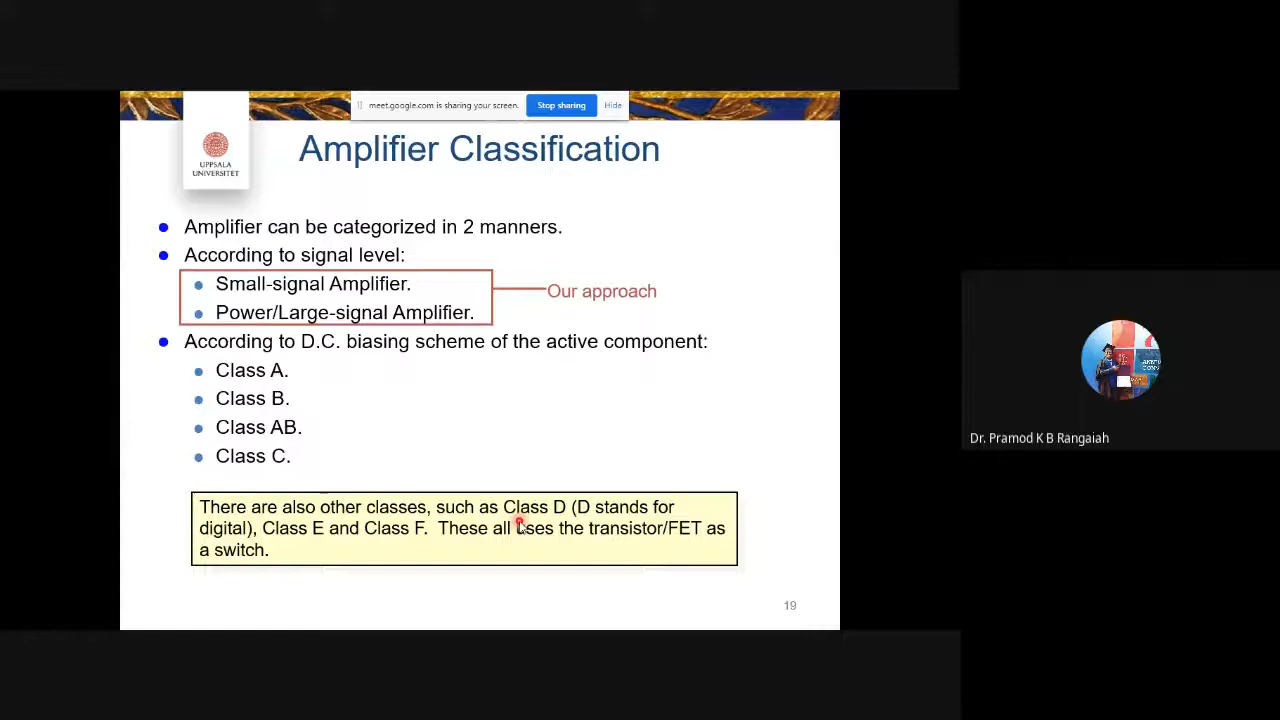 meet.google.com is sharing your screen. Stop sharing Hide
UPPSALA
UNIVERSITET
Amplifier Classification
Amplifier can be categorized in 2 manners.
According to signal level:
Small-signal Amplifier.
Our approach
Power/Large-signal Amplifier.
According to D.C. biasing scheme of the active component:
Class A.
Class B.
Class AB.
Class C.
There are also other classes, such as Class D (D stands for
digital), Class E and Class F. These all uses the transistor/FET as
a switch.
19
Dr. Pramod K B Rangaiah